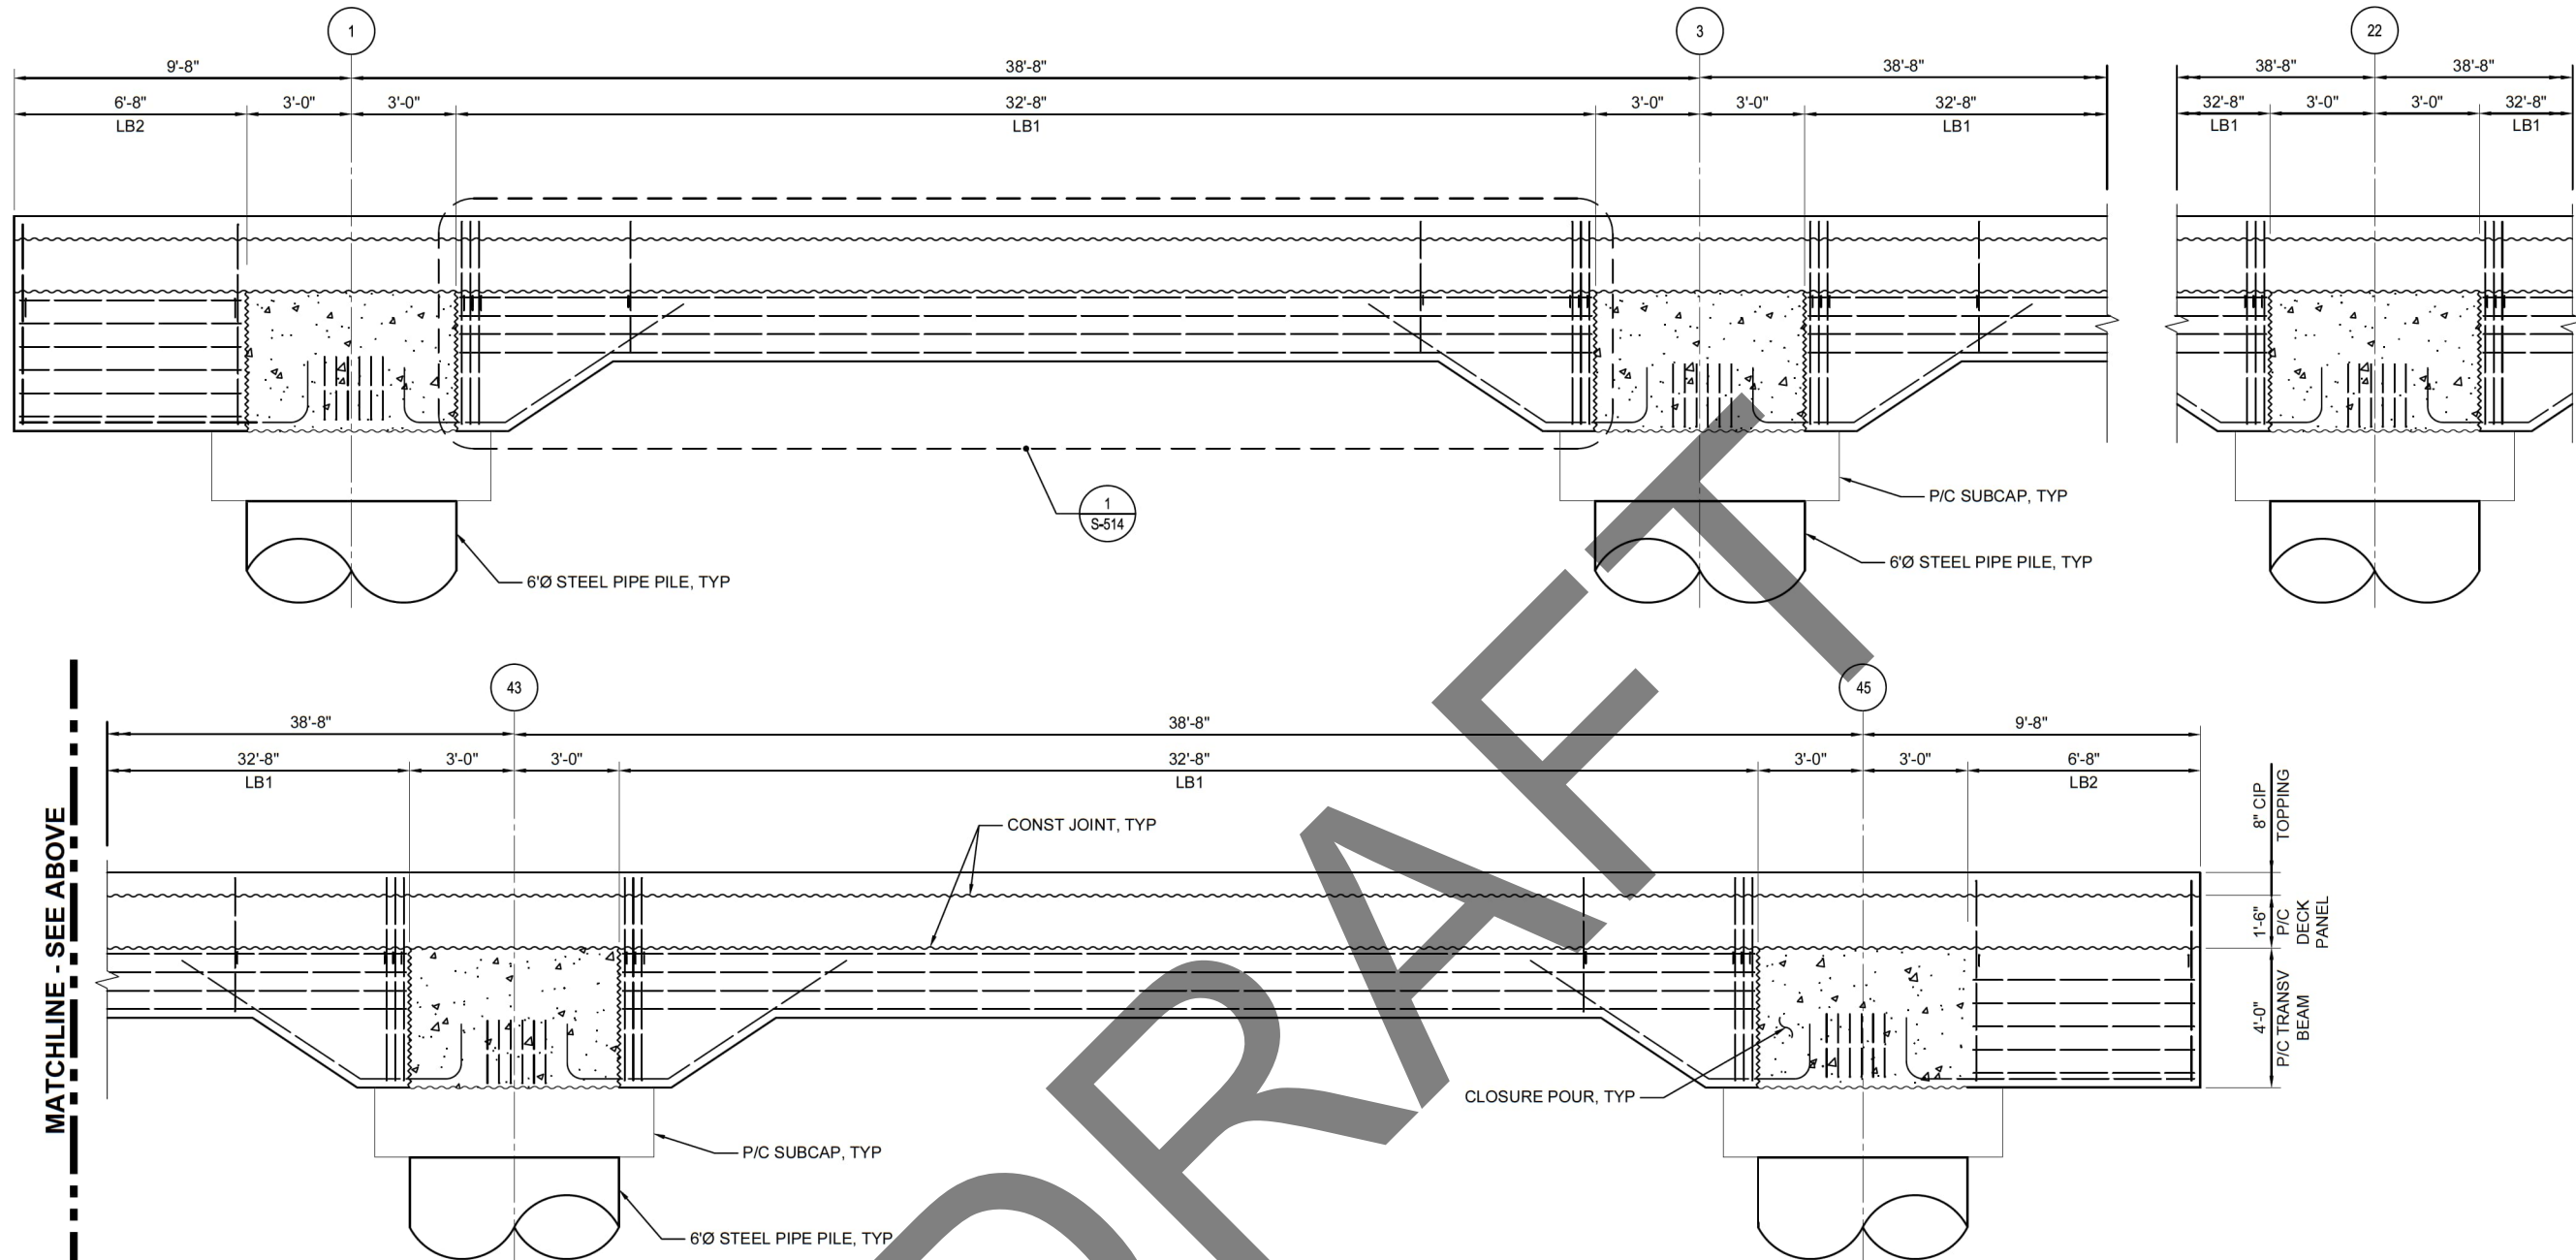 1
3
22
9'-8"
38'-8"
38'-8"
38'-8"
38'-8"
6'-8"
3'-0"
3'-0"
32'-8"
3'-0"
3'-0"
32'-8"
32'-8"
3'-0"
3'-0"
32'-8"
LB2
LB1
LB1
LB1
LB1
P/C SUBCAP, TYP
1
S-514
6'Ø STEEL PIPE PILE, TYP
6'Ø STEEL PIPE PILE, TYP
MATCHLINE - SEE ABOVE
43
45
38'-8"
38'-8"
9'-8"
32'-8"
3'-0"
3'-0"
32'-8"
3'-0"
3'-0"
6'-8"
LB1
LB1
LB2
8" CIP
TOPPING
CONST JOINT, TYP
1'-6"
P/C
DECK
PANEL
4'-0"
P/C TRANSV
BEAM
CLOSURE POUR, TYP
P/C SUBCAP, TYP
6'Ø STEEL PIPE PILE, TYP
DRAFT